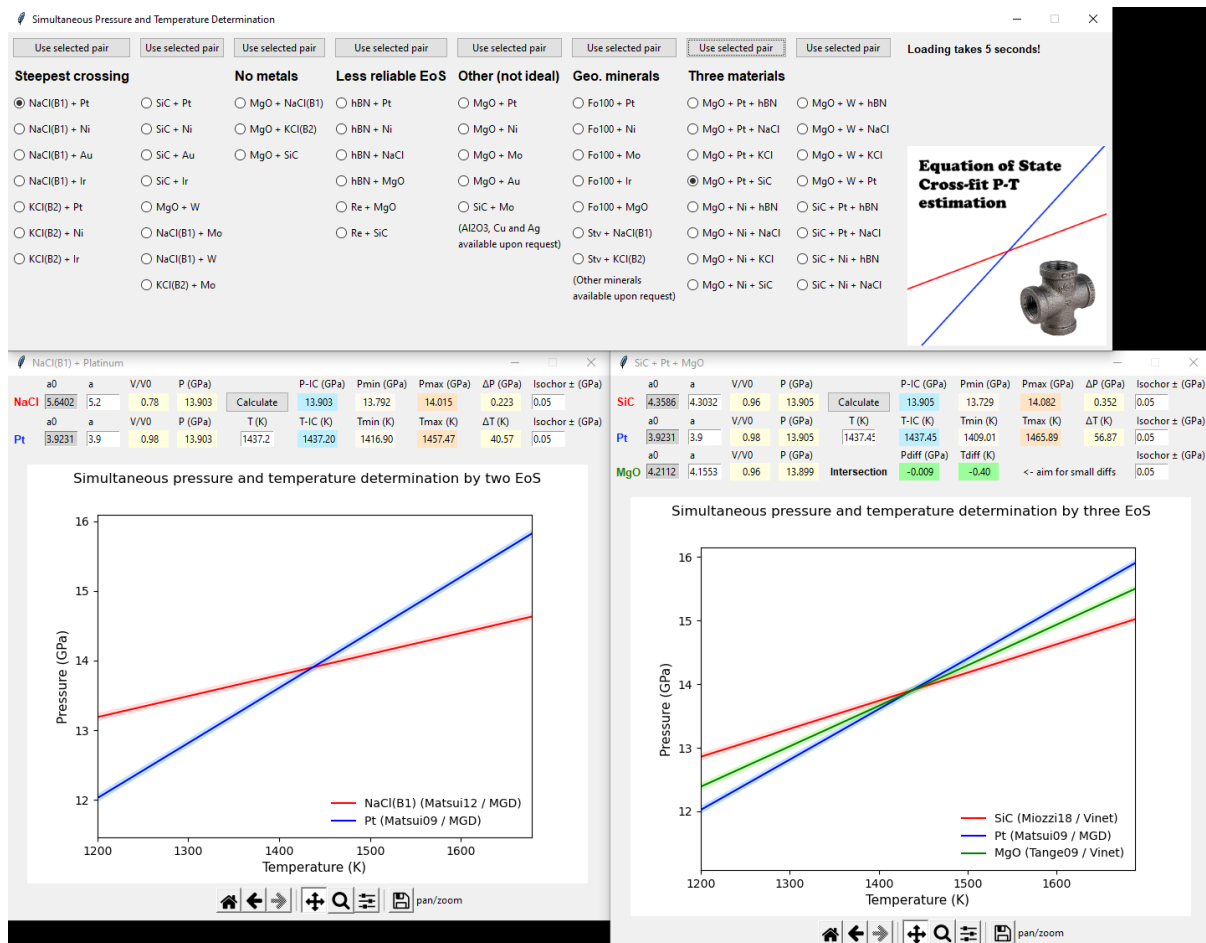 Simultaneous Pressure and Temperature Determination
Use selected pair Use selected pair Use selected pair Use selected pair Use selected pair Use selected pair Use selected pair Use selected pair Loading takes 5 seconds!
Steepest crossing No metals Less reliable EoS Other (not ideal) Geo. minerals Three materials
NaCl(B1) + Pt SiC + Pt MgO + NaCl(B1) hBN + Pt MgO + Pt Fo100 + Pt MgO + Pt + hBN MgO + W + hBN
NaCl(B1) + Ni SiC + Ni MgO + KCl(B2) hBN + Ni MgO + Ni Fo100 + Ni MgO + Pt + NaCl MgO + W + NaCl
NaCl(B1) + Au SiC + Au MgO + SiC hBN + NaCl MgO + Mo Fo100 + Mo MgO + Pt + KCl MgO + W + KCl
NaCl(B1) + Ir SiC + Ir hBN + MgO MgO + Au Fo100 + Ir MgO + Pt + SiC MgO + W + Pt
KCl(B2) + Pt MgO + W Re + MgO SiC + Mo Fo100 + MgO MgO + Ni + hBN SiC + Pt + hBN
KCl(B2) + Ni NaCl(B1) + Mo Re + SiC (Al2O3, Cu and Ag Stv + NaCl(B1) MgO + Ni + NaCl SiC + Pt + NaCl
available upon request)
KCl(B2) + Ir NaCl(B1) + W Stv + KCl(B2) MgO + Ni + KCl SiC + Ni + hBN
KCl(B2) + Mo (Other minerals MgO + Ni + SiC SiC + Ni + NaCl
available upon request)
Equation of State
Cross-fit P-T
estimation
NaCl(B1) + Platinum
a0 a V/V0 P (GPa) P-IC (GPa) Pmin (GPa) Pmax (GPa) ΔP (GPa) Isochor ± (GPa)
NaCl 5.6402 5.2 0.78 13.903 Calculate 13.903 13.792 14.015 0.223 0.05
a0 a V/V0 P (GPa) T (K) T-IC (K) Tmin (K) Tmax (K) ΔT (K) Isochor ± (GPa)
Pt 3.9231 3.9 0.98 13.903 1437.2 1437.20 1416.90 1457.47 40.57 0.05
Simultaneous pressure and temperature determination by two EoS
16
15
14
13
12
Pressure (GPa)
NaCl(B1) (Matsui12 / MGD)
Pt (Matsui09 / MGD)
1200 1300 1400 1500 1600
Temperature (K)
pan/zoom
SiC + Pt + MgO
a0 a V/V0 P (GPa) P-IC (GPa) Pmin (GPa) Pmax (GPa) ΔP (GPa) Isochor ± (GPa)
SiC 4.3586 4.3032 0.96 13.905 Calculate 13.905 13.729 14.082 0.352 0.05
a0 a V/V0 P (GPa) T (K) T-IC (K) Tmin (K) Tmax (K) ΔT (K) Isochor ± (GPa)
Pt 3.9231 3.9 0.98 13.905 1437.45 1437.45 1409.01 1465.89 56.87 0.05
a0 a V/V0 P (GPa) Pdiff (GPa) Tdiff (K) Isochor ± (GPa)
MgO 4.2112 4.1553 0.96 13.899 Intersection -0.009 -0.40 <- aim for small diffs 0.05
Simultaneous pressure and temperature determination by three EoS
16
15
14
13
12
Pressure (GPa)
SiC (Miozzi18 / Vinet)
Pt (Matsui09 / MGD)
MgO (Tange09 / Vinet)
1200 1300 1400 1500 1600
Temperature (K)
pan/zoom